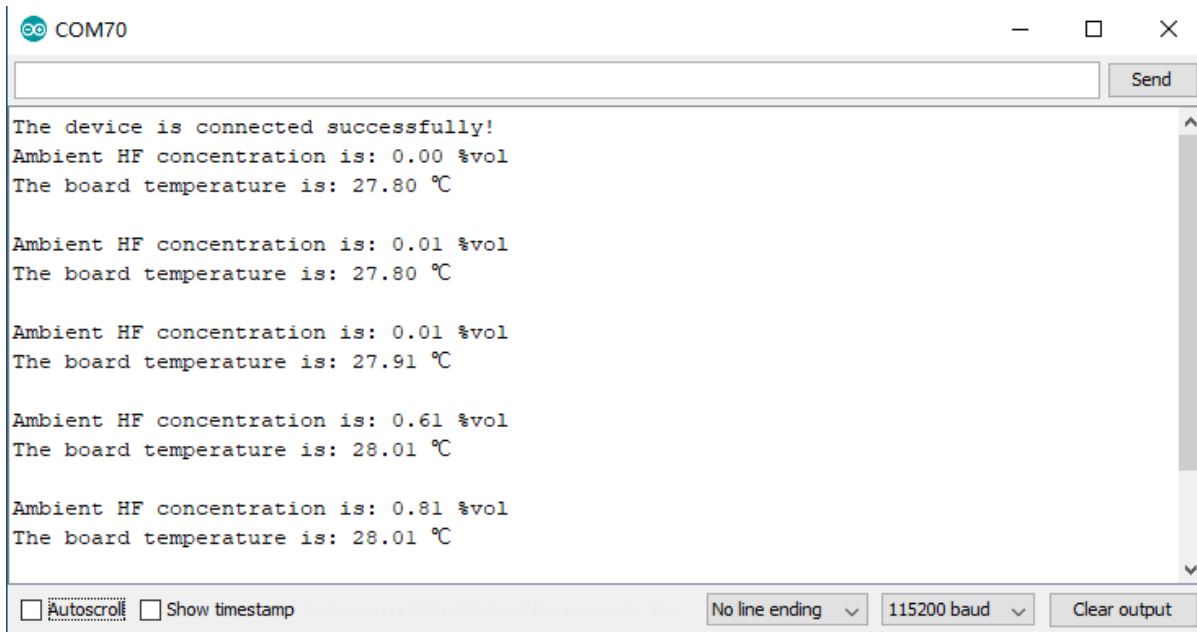 COM70
Send
The device is connected successfully!
Ambient HF concentration is: 0.00 %vol
The board temperature is: 27.80 ℃
Ambient HF concentration is: 0.01 %vol
The board temperature is: 27.80 ℃
Ambient HF concentration is: 0.01 %vol
The board temperature is: 27.91 ℃
Ambient HF concentration is: 0.61 %vol
The board temperature is: 28.01 ℃
Ambient HF concentration is: 0.81 %vol
The board temperature is: 28.01 ℃
Autoscroll Show timestamp No line ending 115200 baud Clear output